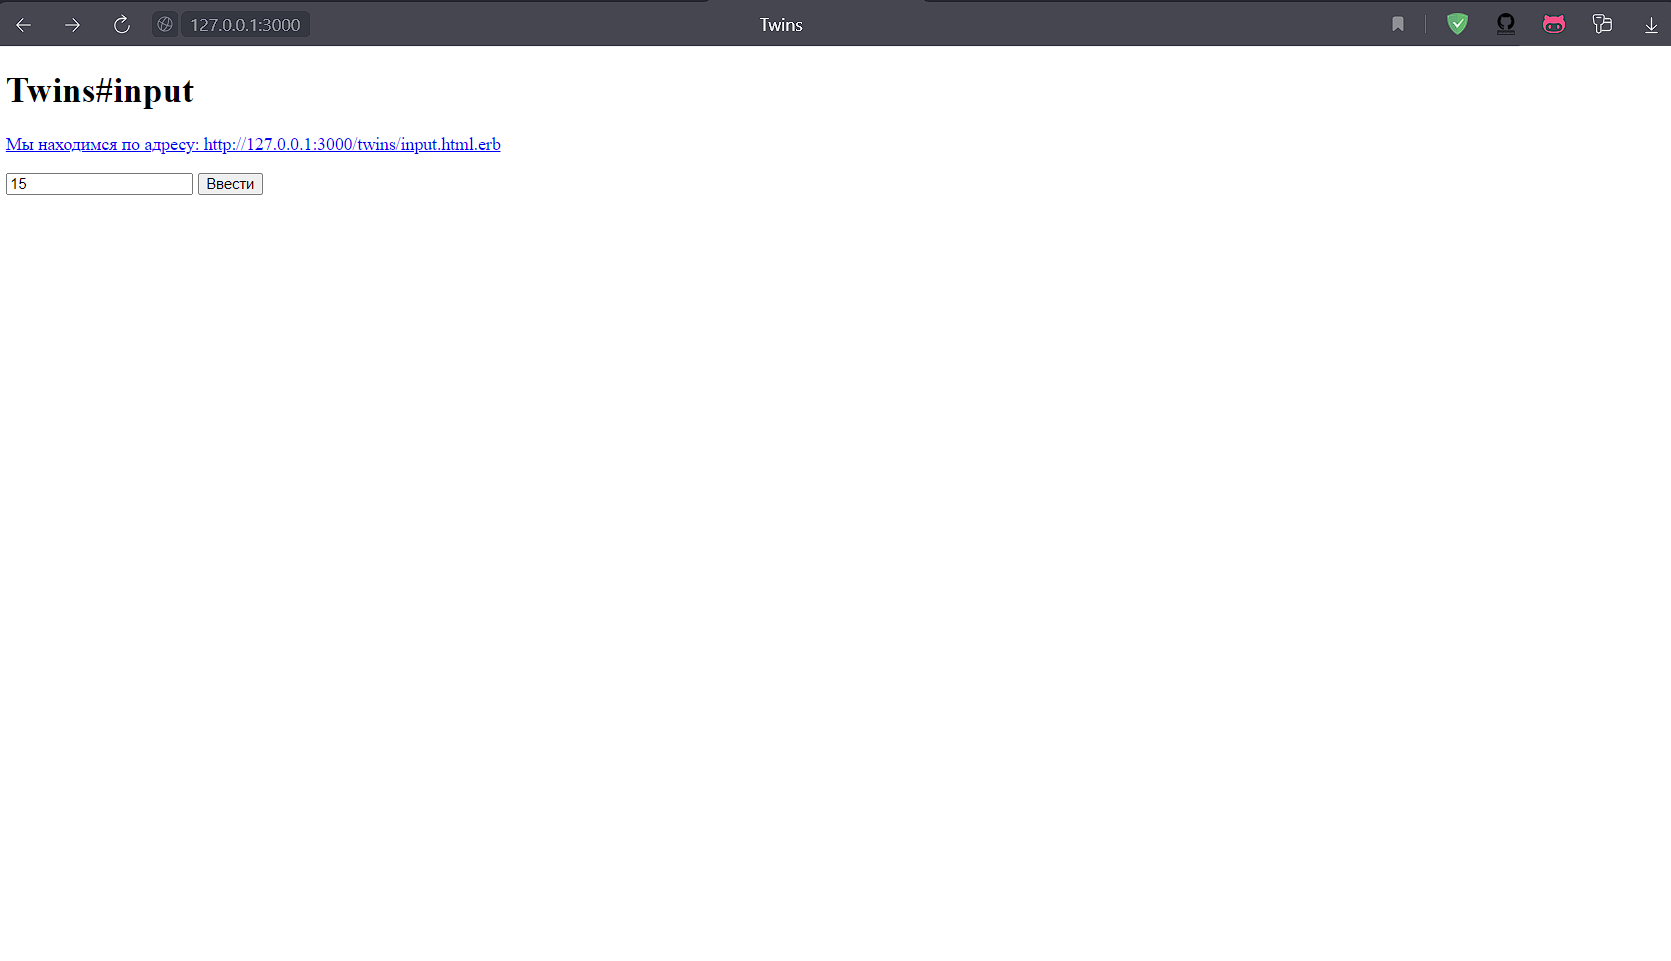 127.0.0.1:3000
Twins
Twins#input
Мы находимся по адресу: http://127.0.0.1:3000/twins/input.html.erb
15
Ввести